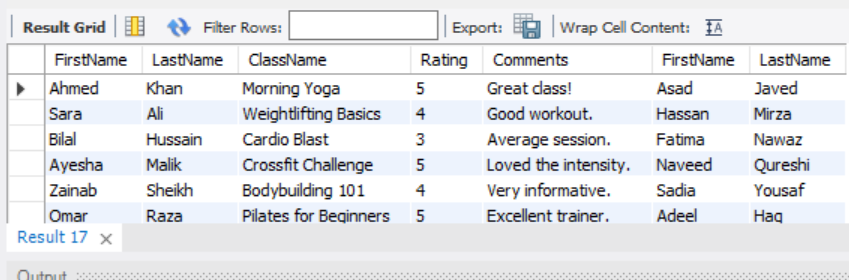 Result Grid Filter Rows: Export: Wrap Cell Content: IA
FirstName LastName ClassName Rating Comments FirstName LastName
Ahmed Khan Morning Yoga 5 Great class! Asad Javed
Sara Ali Weightlifting Basics 4 Good workout. Hassan Mirza
Bilal Hussain Cardio Blast 3 Average session. Fatima Nawaz
Ayesha Malik Crossfit Challenge 5 Loved the intensity. Naveed Qureshi
Zainab Sheikh Bodybuilding 101 4 Very informative. Sadia Yousaf
Omar Raza Pilates for Beginners 5 Excellent trainer. Adeel Haq
Result 17 ×
Output